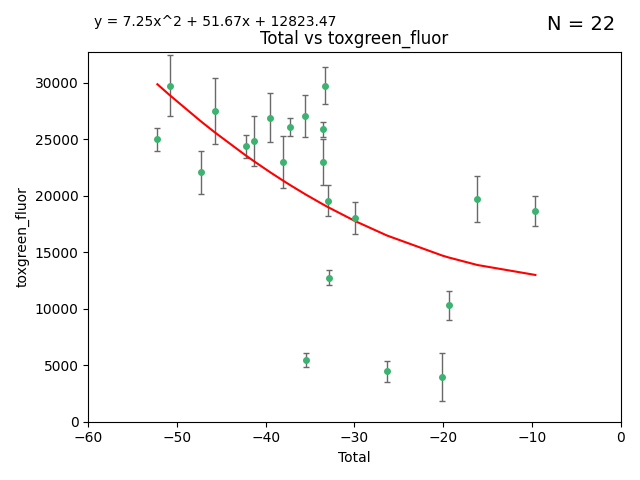 y = 7.25x^2 + 51.67x + 12823.47
N = 22
Total vs toxgreen_fluor
toxgreen_fluor
30000
25000
20000
15000
10000
5000
0
−60
−50
−40
−30
−20
−10
0
Total